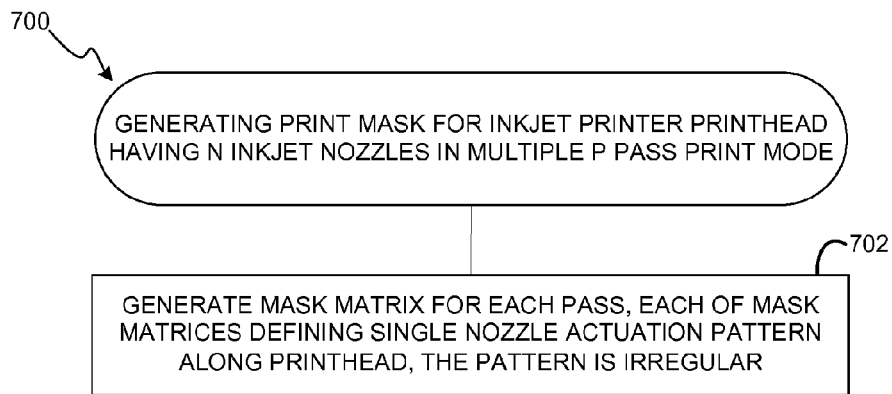 700
GENERATING PRINT MASK FOR INKJET PRINTER PRINTHEAD
HAVING N INKJET NOZZLES IN MULTIPLE P PASS PRINT MODE
702
GENERATE MASK MATRIX FOR EACH PASS, EACH OF MASK
MATRICES DEFINING SINGLE NOZZLE ACTUATION PATTERN
ALONG PRINTHEAD, THE PATTERN IS IRREGULAR